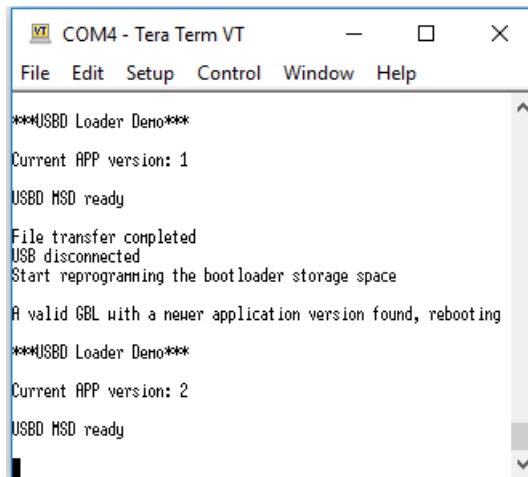 VT COM4 - Tera Term VT
File Edit Setup Control Window Help
***USBD Loader Demo***
Current APP version: 1
USBD MSD ready
File transfer completed
USB disconnected
Start reprogramming the bootloader storage space
A valid GBL with a newer application version found, rebooting
***USBD Loader Demo***
Current APP version: 2
USBD MSD ready